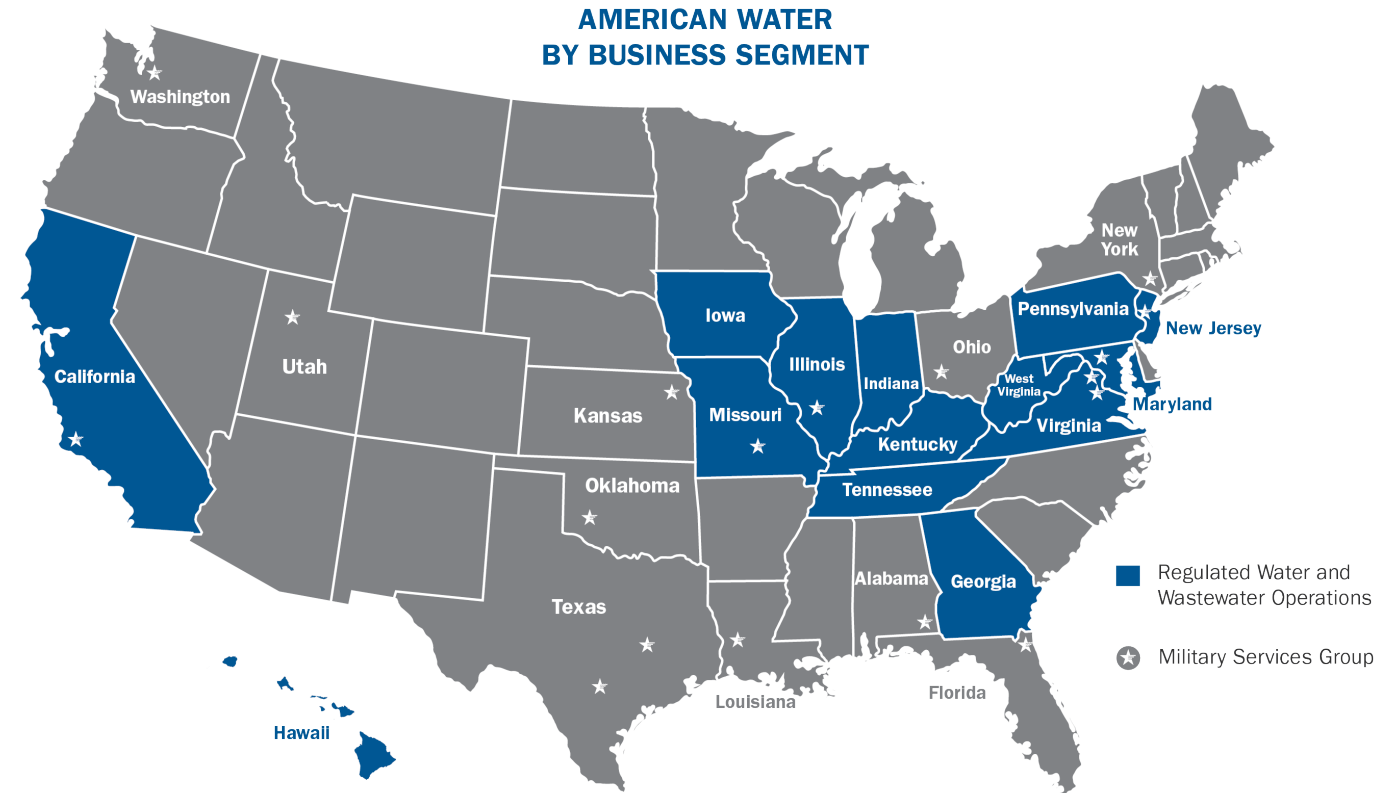 AMERICAN WATER
BY BUSINESS SEGMENT
Washington
New
York
Pennsylvania
New Jersey
Iowa
Ohio
Illinois
Utah
California
Indiana
West
Virginia
Maryland
Kansas
MIssouri
Virginia
Kentucky
Oklahoma
Tennessee
Alabama
Georgia
Regulated Water and
Wastewater Operations
Texas
Military Services Group
Louisiana
Florida
Hawaii